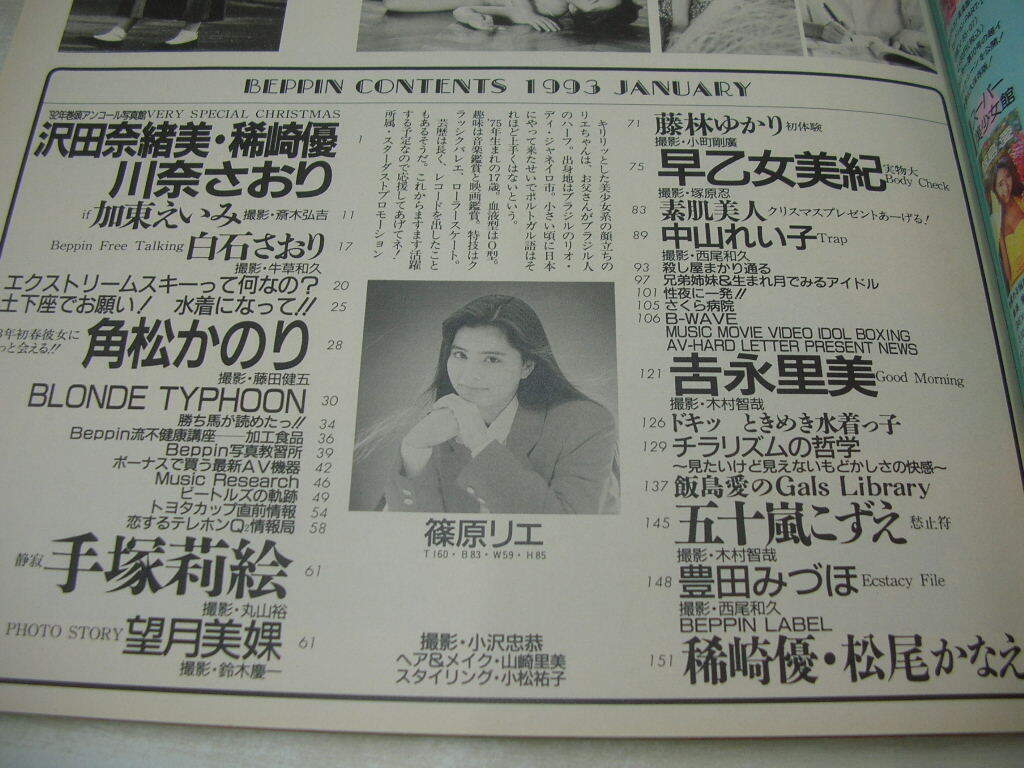 BEPPIN CONTENTS 1993 JANUARY
'92年巻頭アンコール写真館 VERY SPECIAL CHRISTMAS
沢田奈緒美・稀崎優
川奈さおり 1
if 加東えいみ 撮影・斎木弘吉 11
Beppin Free Talking 白石さおり 17
撮影・牛草和久
エクストリームスキーって何なの? 20
土下座でお願い! 水着になって!! 25
年初春彼女に
っと会える!!
角松かのり 28
撮影・藤田健五
BLONDE TYPHOON 30
勝ち馬が読めたっ!! 34
Beppin流不健康講座──加工食品 36
Beppin写真教習所 39
ボーナスで買う最新AV機器 42
Music Research 46
ビートルズの軌跡 49
トヨタカップ直前情報 54
恋するテレホンQ2情報局 58
静寂 手塚莉絵 61
撮影・丸山裕
PHOTO STORY 望月美婐 61
撮影・鈴木慶一
キリリッとした美少女系の顔立ちの
リエちゃんは、お父さんがブラジル人
のハーフ。出身地はブラジルのリオ・
デイ・ジャネイロ市。小さい頃に日本
にやって来たせいでポルトガル語はそ
れほど上手くはないという。
'75年生まれの17歳。血液型はO型。
趣味は音楽鑑賞と映画鑑賞。特技はク
ラッシクバレエ、ローラースケート。
芸歴は長く、レコードを出したこと
もあるそうだ。これからますます活躍
する予定なので応援してあげてネ!
所属・スターダストプロモーション
篠原リエ
T160・B83・W59・H85
撮影・小沢忠恭
ヘア&メイク・山崎里美
スタイリング・小松祐子
71 藤林ゆかり 初体験
撮影・小町剛廣
75 早乙女美紀 実物大 Body Check
撮影・塚原忍
83 素肌美人 クリスマスプレゼントあーげる!
89 中山れい子 Trap
撮影・西尾和久
93 殺し屋まかり通る
97 兄弟姉妹&生まれ月でみるアイドル
101 性夜に一発!!
105 さくら病院
106 B-WAVE
MUSIC MOVIE VIDEO IDOL BOXING
AV-HARD LETTER PRESENT NEWS
121 吉永里美 Good Morning
撮影・木村智哉
126 ドキッ ときめき水着っ子
129 チラリズムの哲学
〜見たいけど見えないもどかしさの快感〜
137 飯島愛のGals Library
145 五十嵐こずえ 愁止符
撮影・木村智哉
148 豊田みづほ Ecstacy File
撮影・西尾和久
BEPPIN LABEL
151 稀崎優・松尾かなえ